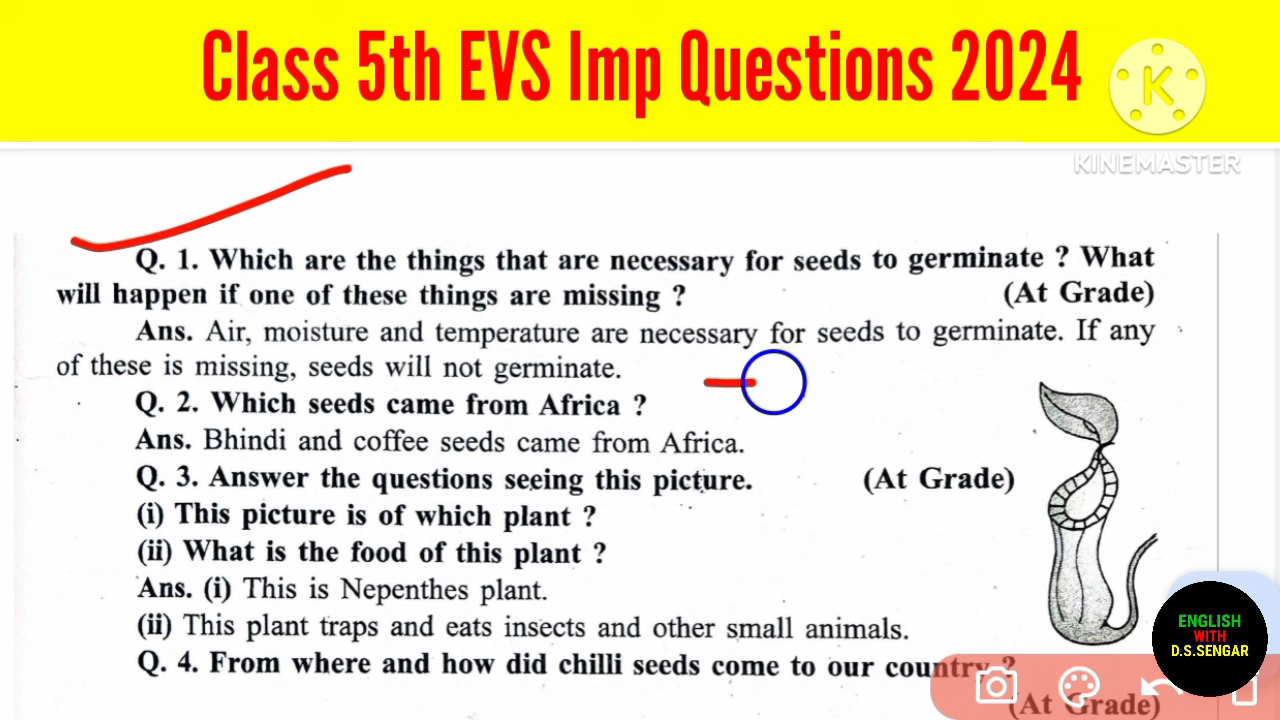 Class 5th EVS Imp Questions 2024
K
KINEMASTER
Q. 1. Which are the things that are necessary for seeds to germinate ? What
will happen if one of these things are missing ? (At Grade)
Ans. Air, moisture and temperature are necessary for seeds to germinate. If any
of these is missing, seeds will not germinate.
Q. 2. Which seeds came from Africa ?
Ans. Bhindi and coffee seeds came from Africa.
Q. 3. Answer the questions seeing this picture. (At Grade)
(i) This picture is of which plant ?
(ii) What is the food of this plant ?
Ans. (i) This is Nepenthes plant.
(ii) This plant traps and eats insects and other small animals.
Q. 4. From where and how did chilli seeds come to our country ?
(At Grade)
ENGLISH
WITH
D.S.SENGAR